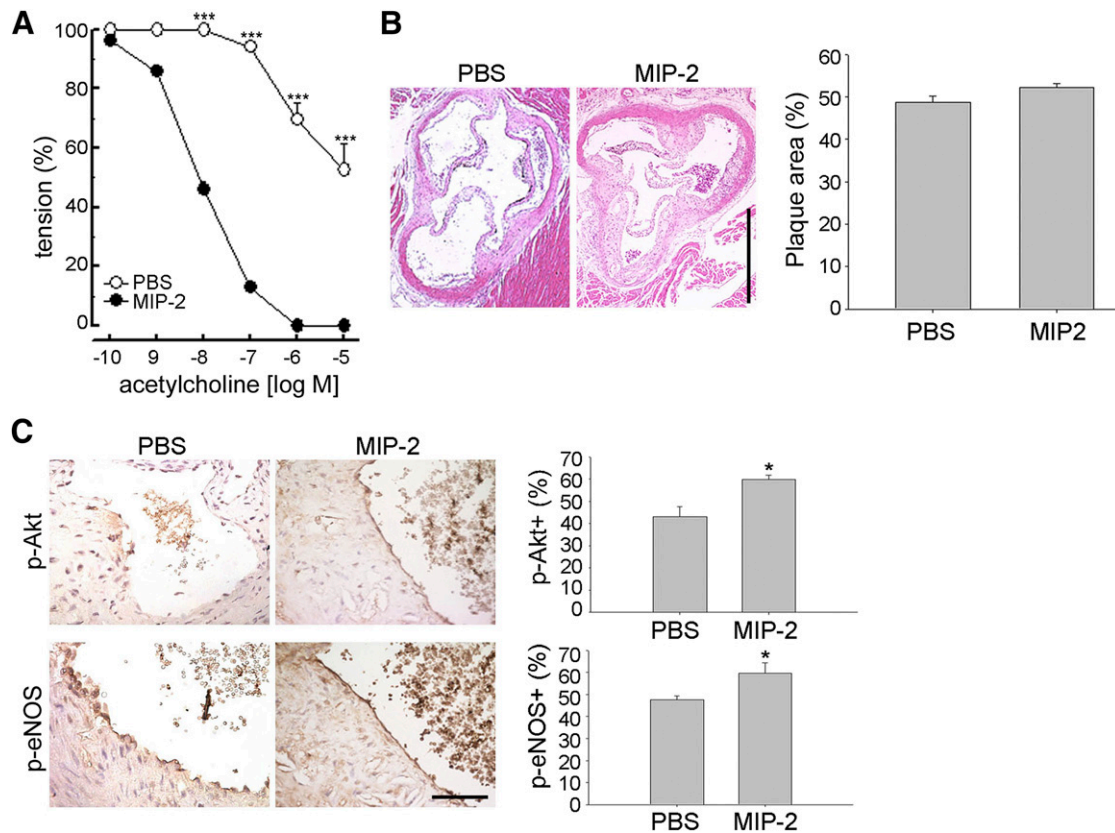 A
tension (%)
100
80
60
40
20
0
*** *** *** ***
PBS
MIP-2
-10 9 -8 -7 -6 -5
acetylcholine [log M]
B
PBS MIP-2
Plaque area (%)
60
50
40
30
20
10
0
PBS MIP2
C
PBS MIP-2
p-Akt
p-eNOS
p-Akt+ (%)
70
60
50
40
30
20
10
0
*
PBS MIP-2
p-eNOS+ (%)
70
60
50
40
30
20
10
0
*
PBS MIP-2